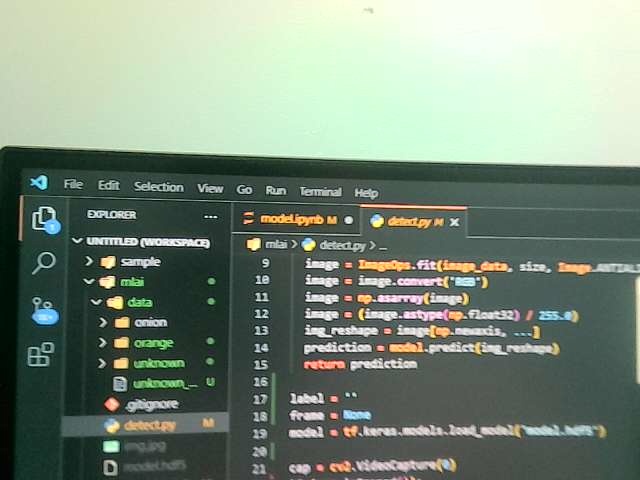 File Edit Selection View Go Run Terminal Help
EXPLORER ...
model.ipynb M
detect.py M
UNTITLED (WORKSPACE)
sample
mlai
data
onion
orange
unknown
unknown_... U
.gitignore
detect.py M
img.jpg
model.hdf5
mlai > detect.py > ...
9 image = ImageOps.fit(image_data, size, Image.ANTIALI
10 image = image.convert("RGB")
11 image = np.asarray(image)
12 image = (image.astype(np.float32) / 255.0)
13 img_reshape = image[np.newaxis, ...]
14 prediction = model.predict(img_reshape)
15 return prediction
16
17 label = ''
18 frame = None
19 model = tf.keras.models.load_model("model.hdf5")
20
21 cap = cv2.VideoCapture(0)